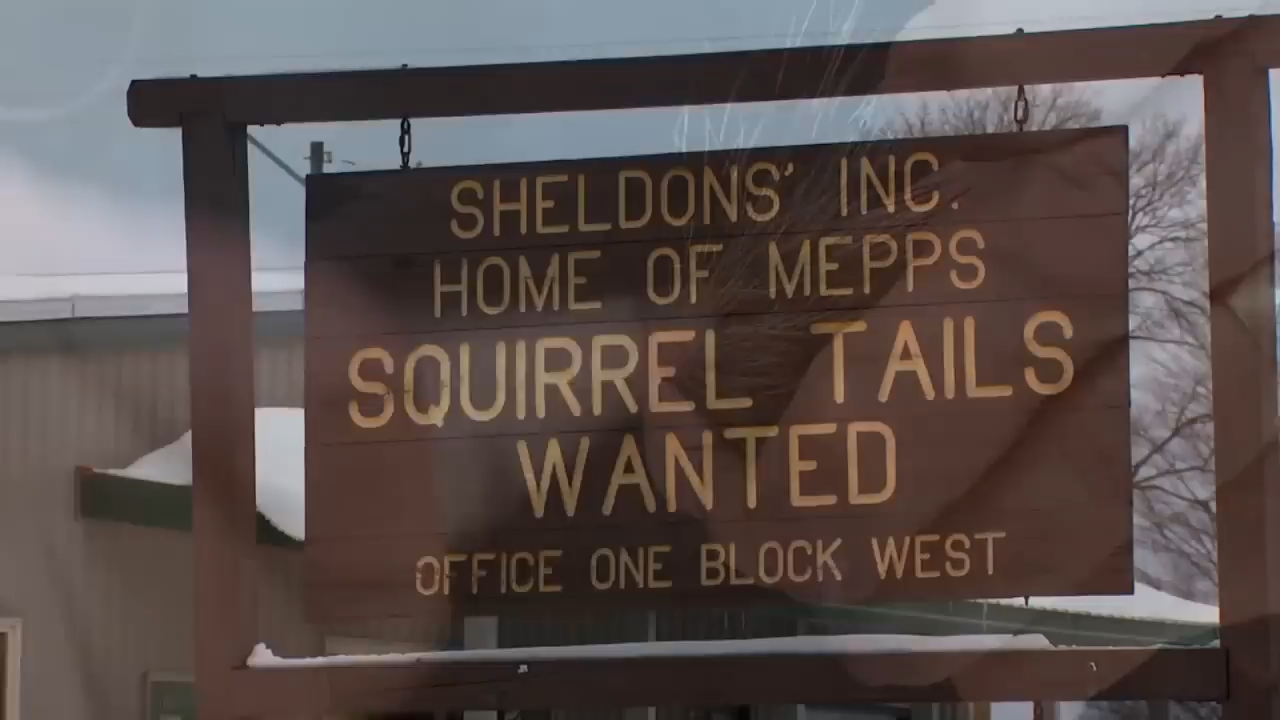 SHELDONS' INC.
HOME OF MEPPS
SQUIRREL TAILS
WANTED
OFFICE ONE BLOCK WEST